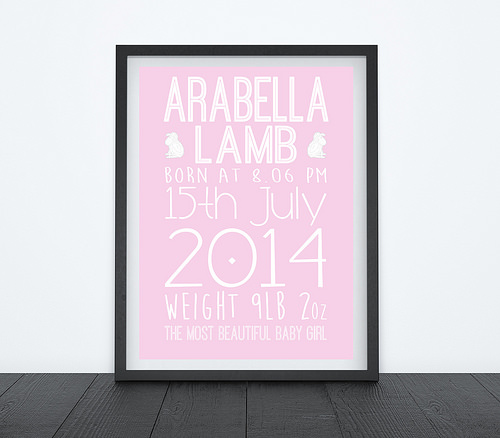 ARABELLA
LAMB
BORN AT 8.06 PM
15th July
2014
WEIGHT 9LB 2oz
THE MOST BEAUTIFUL BABY GIRL